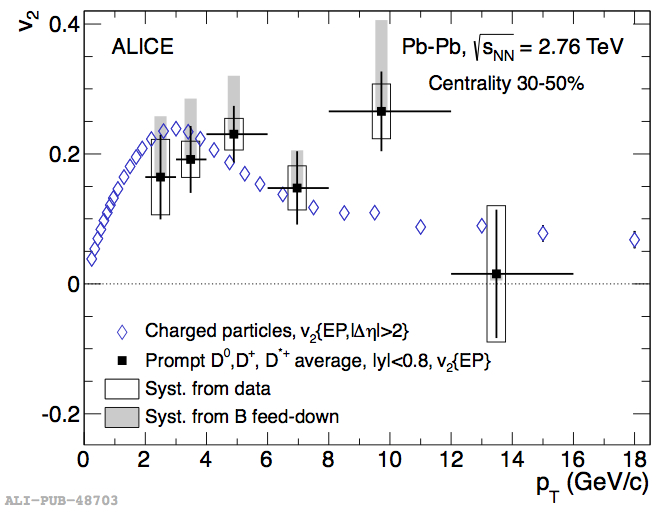 v2
0.4
0.2
0
-0.2
ALICE
Pb-Pb, √sNN = 2.76 TeV
Centrality 30-50%
Charged particles, v2{EP,|Δη|>2}
Prompt D0,D+, D*+ average, |y|<0.8, v2{EP}
Syst. from data
Syst. from B feed-down
0 2 4 6 8 10 12 14 16 18
pT (GeV/c)
ALI-PUB-48703